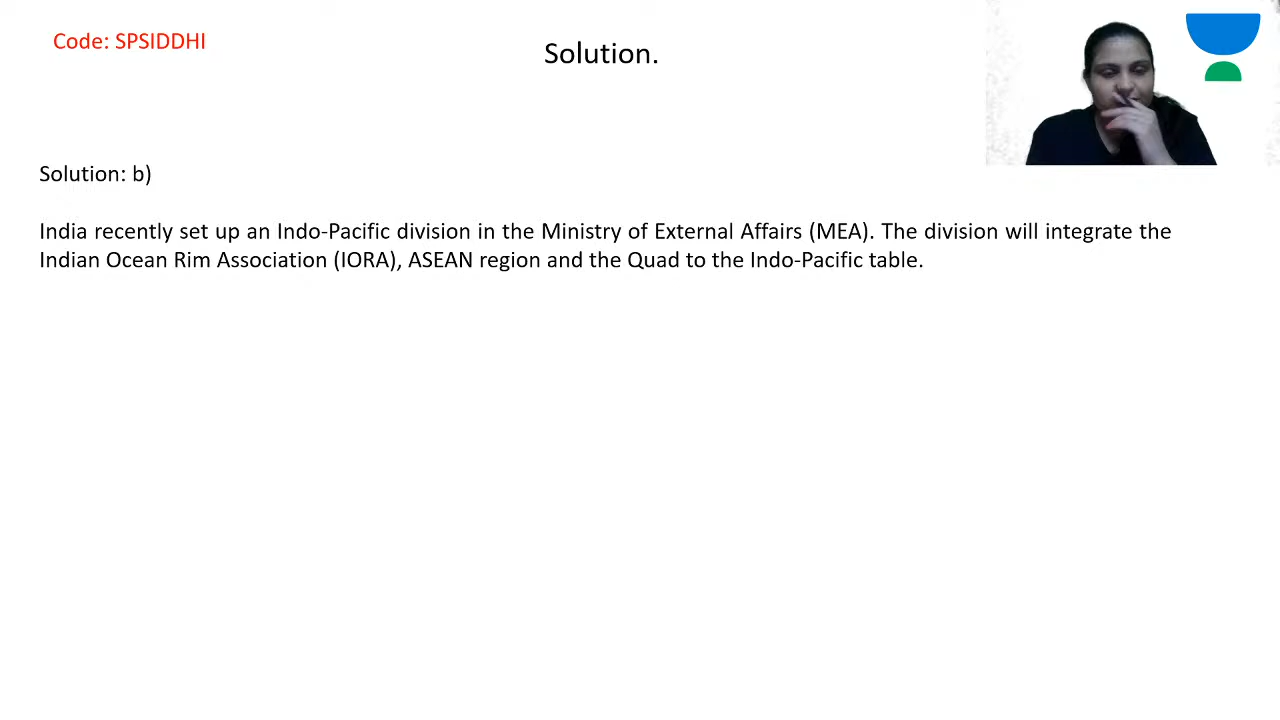 Code: SPSIDDHI
Solution.
Solution: b)
India recently set up an Indo-Pacific division in the Ministry of External Affairs (MEA). The division will integrate the
Indian Ocean Rim Association (IORA), ASEAN region and the Quad to the Indo-Pacific table.